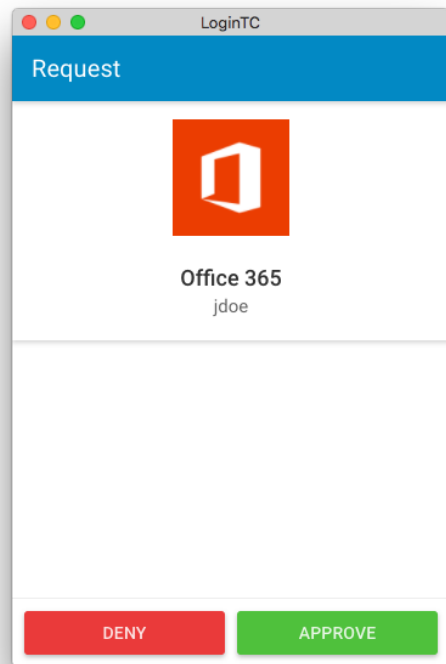 LoginTC
Request
Office 365
jdoe
DENY
APPROVE